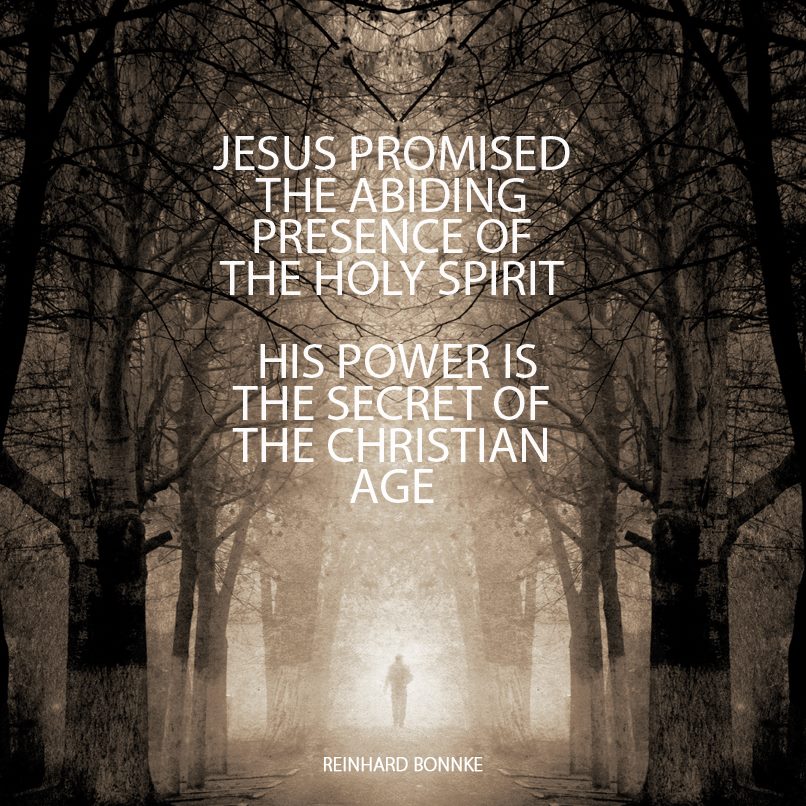 JESUS PROMISED
THE ABIDING
PRESENCE OF
THE HOLY SPIRIT
HIS POWER IS
THE SECRET OF
THE CHRISTIAN
AGE
REINHARD BONNKE